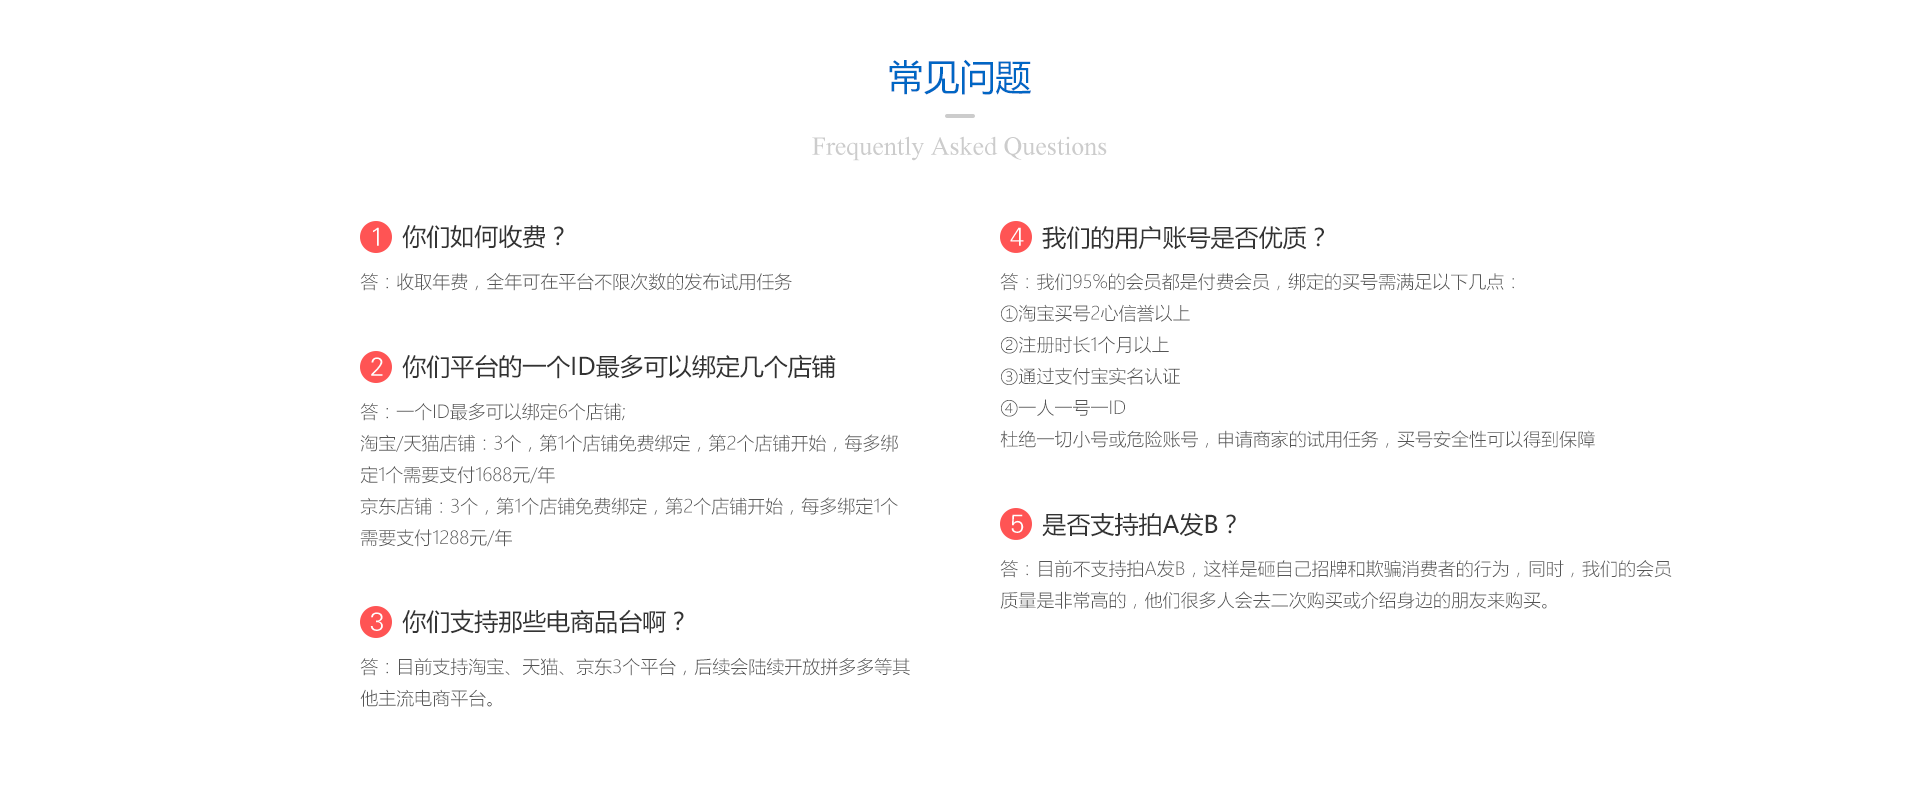 常见问题
Frequently Asked Questions
1 你们如何收费？
答：收取年费，全年可在平台不限次数的发布试用任务
2 你们平台的一个ID最多可以绑定几个店铺
答：一个ID最多可以绑定6个店铺;
淘宝/天猫店铺：3个，第1个店铺免费绑定，第2个店铺开始，每多绑
定1个需要支付1688元/年
京东店铺：3个，第1个店铺免费绑定，第2个店铺开始，每多绑定1个
需要支付1288元/年
3 你们支持那些电商品台啊？
答：目前支持淘宝、天猫、京东3个平台，后续会陆续开放拼多多等其
他主流电商平台。
4 我们的用户账号是否优质？
答：我们95%的会员都是付费会员，绑定的买号需满足以下几点：
①淘宝买号2心信誉以上
②注册时长1个月以上
③通过支付宝实名认证
④一人一号一ID
杜绝一切小号或危险账号，申请商家的试用任务，买号安全性可以得到保障
5 是否支持拍A发B？
答：目前不支持拍A发B，这样是砸自己招牌和欺骗消费者的行为，同时，我们的会员
质量是非常高的，他们很多人会去二次购买或介绍身边的朋友来购买。